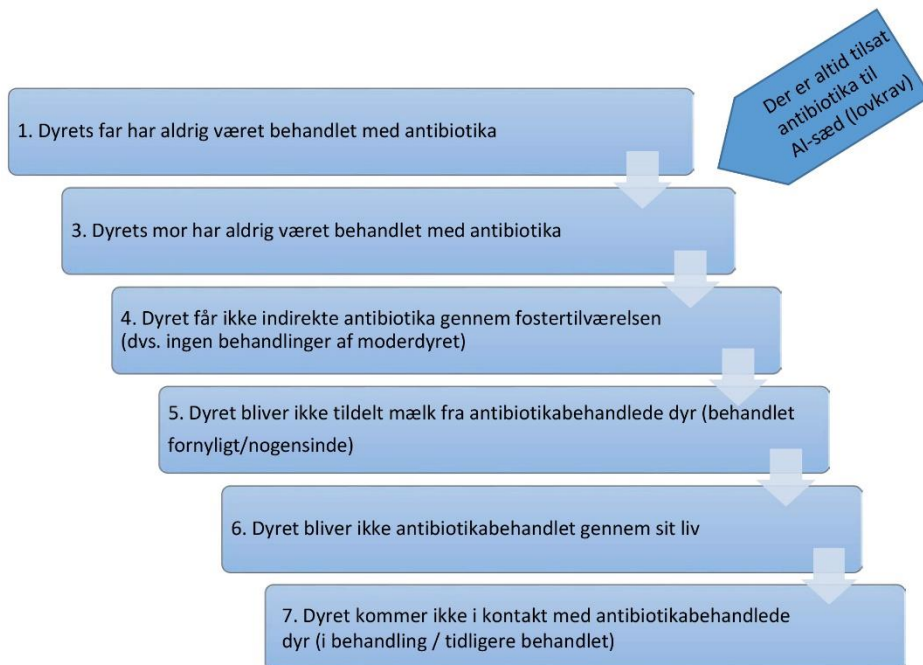 Der er altid tilsat
antibiotika til
AI-sæd (lovkrav)
1. Dyrets far har aldrig været behandlet med antibiotika
3. Dyrets mor har aldrig været behandlet med antibiotika
4. Dyret får ikke indirekte antibiotika gennem fostertilværelsen
(dvs. ingen behandlinger af moderdyret)
5. Dyret bliver ikke tildelt mælk fra antibiotikabehandlede dyr (behandlet
fornyligt/nogensinde)
6. Dyret bliver ikke antibiotikabehandlet gennem sit liv
7. Dyret kommer ikke i kontakt med antibiotikabehandlede
dyr (i behandling / tidligere behandlet)